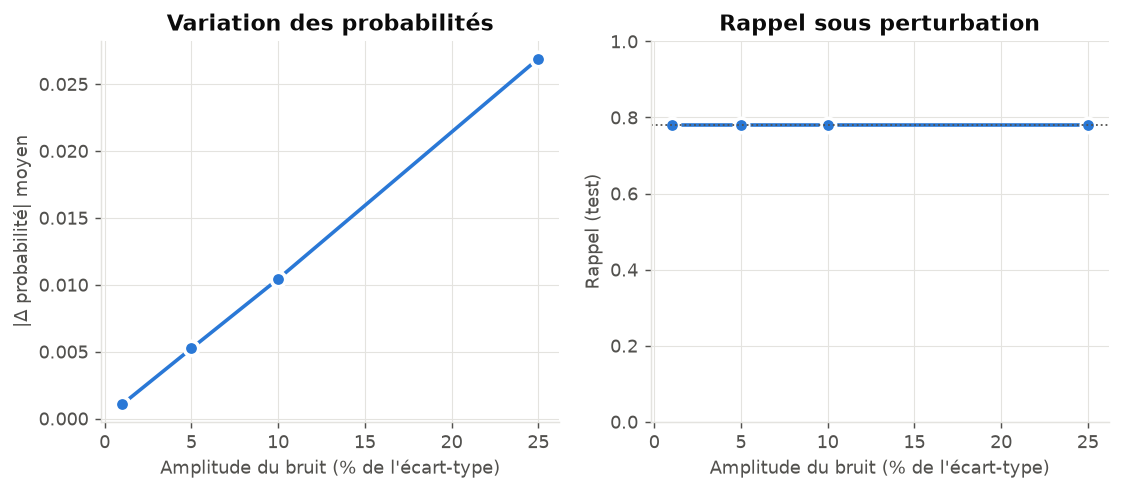 Variation des probabilités
|Δ probabilité| moyen
0.025
0.020
0.015
0.010
0.005
0.000
0 5 10 15 20 25
Amplitude du bruit (% de l'écart-type)
Rappel sous perturbation
Rappel (test)
1.0
0.8
0.6
0.4
0.2
0.0
0 5 10 15 20 25
Amplitude du bruit (% de l'écart-type)